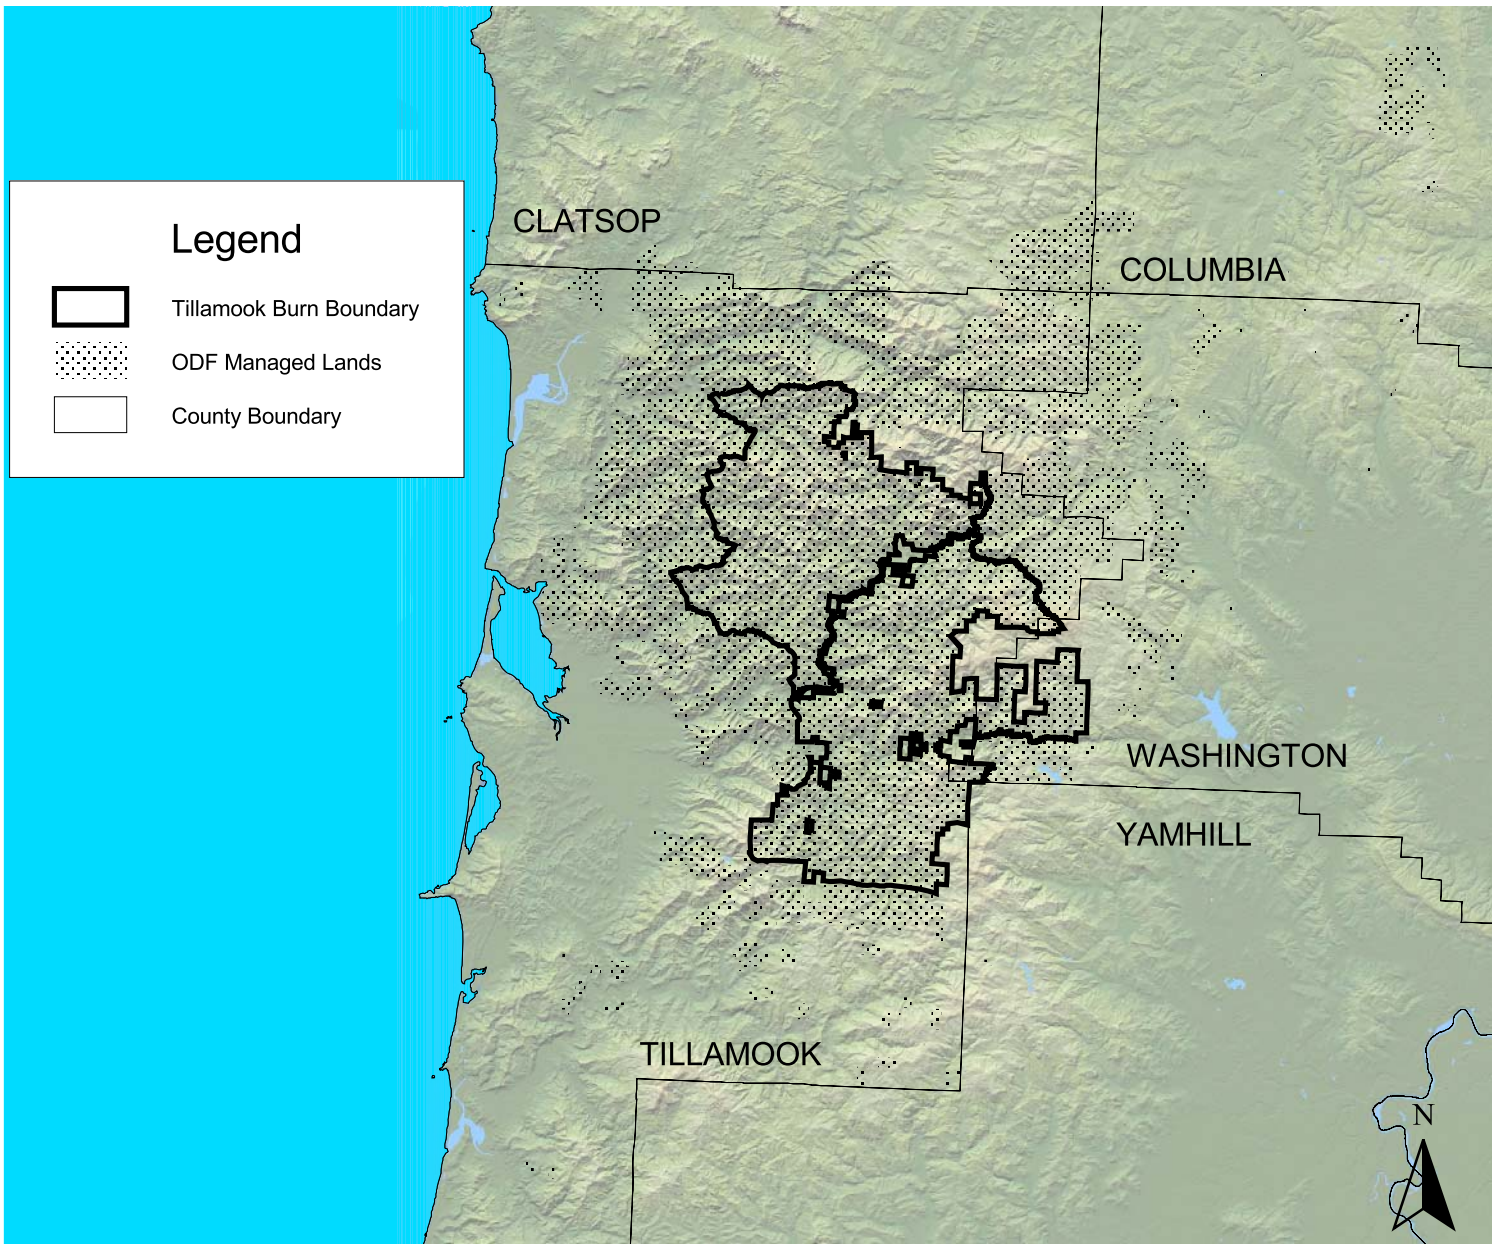 CLATSOP
Legend
COLUMBIA
Tillamook Burn Boundary
ODF Managed Lands
County Boundary
WASHINGTON
YAMHILL
TILLAMOOK
N